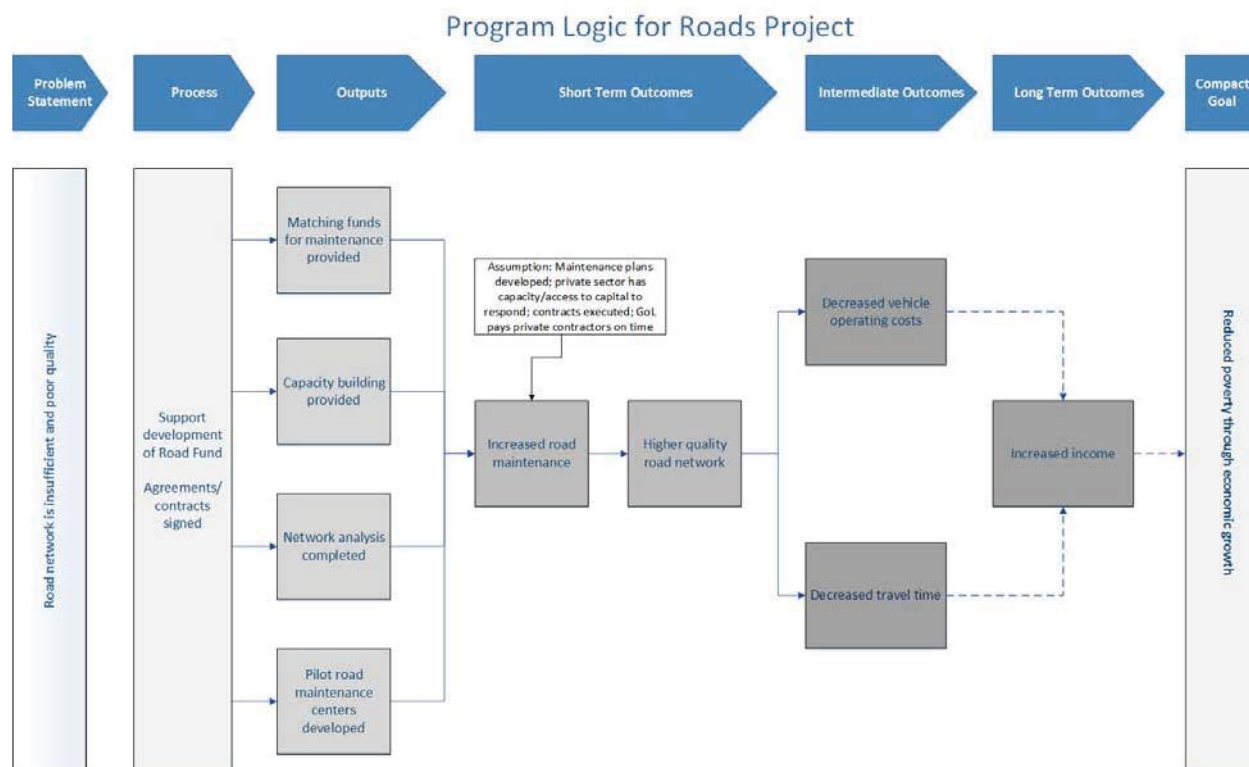 Program Logic for Roads Project
Problem
Statement
Process
Outputs
Short Term Outcomes
Intermediate Outcomes
Long Term Outcomes
Compact
Goal
Road network is insufficient and poor quality
Support
development
of Road Fund
Agreements/
contracts
signed
Matching funds
for maintenance
provided
Capacity building
provided
Network analysis
completed
Pilot road
maintenance
centers
developed
Assumption: Maintenance plans
developed; private sector has
capacity/access to capital to
respond; contracts executed; GoL
pays private contractors on time
Increased road
maintenance
Higher quality
road network
Decreased vehicle
operating costs
Decreased travel time
Increased income
Reduced poverty through economic growth